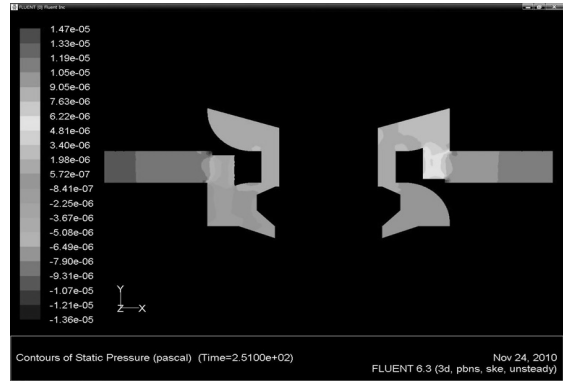 FLUENT [0] Fluent Inc
1.47e-05
1.33e-05
1.19e-05
1.05e-05
9.05e-06
7.63e-06
6.22e-06
4.81e-06
3.40e-06
1.98e-06
5.72e-07
-8.41e-07
-2.25e-06
-3.67e-06
-5.08e-06
-6.49e-06
-7.90e-06
-9.31e-06
-1.07e-05
-1.21e-05
-1.36e-05
Y
Z X
Contours of Static Pressure (pascal) (Time=2.5100e+02)
Nov 24, 2010
FLUENT 6.3 (3d, pbns, ske, unsteady)